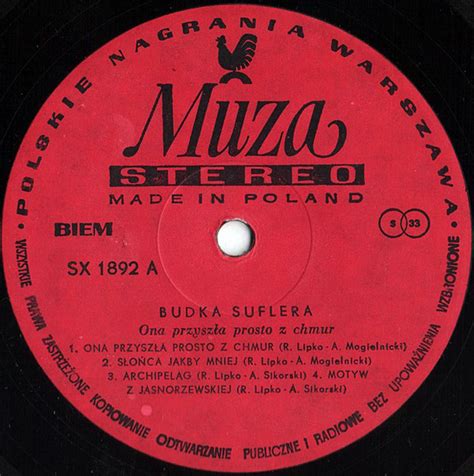 POLSKIE NAGRANIA WARSZAWA
Muza
STEREO
MADE IN POLAND
BIEM
S 33
SX 1892 A
BUDKA SUFLERA
Ona przyszła prosto z chmur
1. ONA PRZYSZŁA PROSTO Z CHMUR (R. Lipko - A. Mogielnicki)
2. SŁOŃCA JAKBY MNIEJ (R. Lipko - A. Mogielnicki)
3. ARCHIPELAG (R. Lipko - A. Sikorski) 4. MOTYW
Z JASNORZEWSKIEJ (R. Lipko - A. Sikorski)
• WSZYSTKIE PRAWA ZASTRZEŻONE KOPIOWANIE ODTWARZANIE PUBLICZNE I RADIOWE BEZ UPOWAŻNIENIA WZBRONIONE •